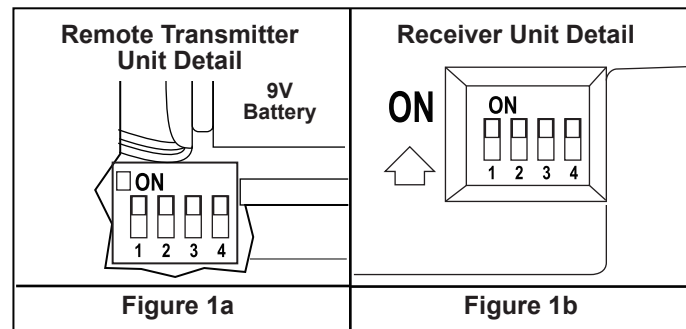 Remote Transmitter
Unit Detail
9V
Battery
ON
1 2 3 4
Figure 1a
Receiver Unit Detail
ON
ON
1 2 3 4
Figure 1b